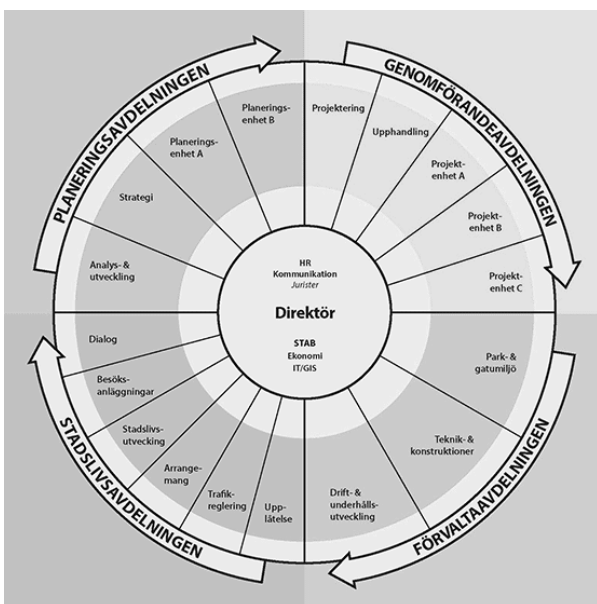 PLANERINGSAVDELNINGEN
Planerings-
enhet B
Planerings-
enhet A
Strategi
Analys- &
utveckling
GENOMFÖRANDEAVDELNINGEN
Projektering
Upphandling
Projekt-
enhet A
Projekt-
enhet B
Projekt-
enhet C
HR
Kommunikation
Jurister
Direktör
STAB
Ekonomi
IT/GIS
STADSLIVSAVDELNINGEN
Dialog
Besöks-
anläggningar
Stadslivs-
utvecking
Arrange-
mang
Trafik-
reglering
Upp-
låtelse
FÖRVALTAAVDELNINGEN
Park- &
gatumiljö
Teknik- &
konstruktioner
Drift- &
underhålls-
utveckling